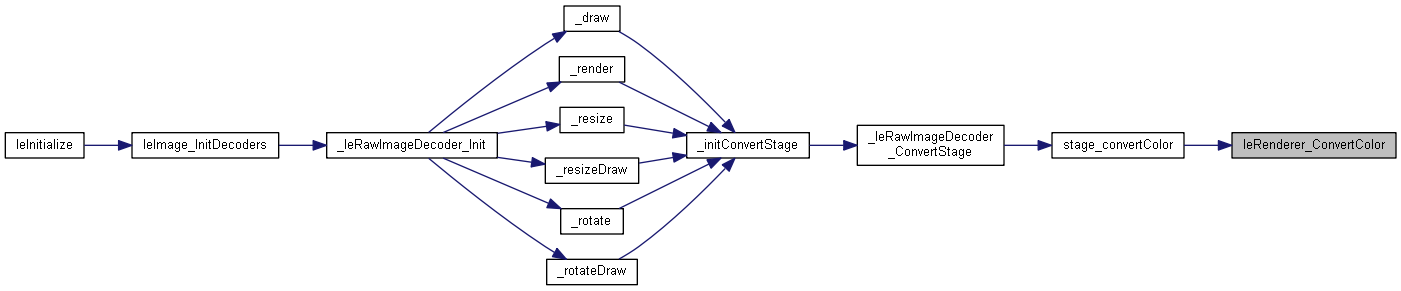 _draw
_render
_resize
leInitialize
leImage_InitDecoders
_leRawImageDecoder_Init
_initConvertStage
_leRawImageDecoder
_ConvertStage
stage_convertColor
leRenderer_ConvertColor
_resizeDraw
_rotate
_rotateDraw